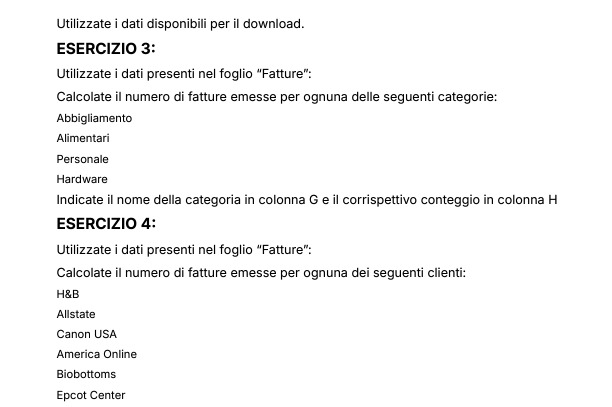 Utilizzate i dati disponibili per il download.
ESERCIZIO 3:
Utilizzate i dati presenti nel foglio “Fatture”:
Calcolate il numero di fatture emesse per ognuna delle seguenti categorie:
Abbigliamento
Alimentari
Personale
Hardware
Indicate il nome della categoria in colonna G e il corrispettivo conteggio in colonna H
ESERCIZIO 4:
Utilizzate i dati presenti nel foglio “Fatture”:
Calcolate il numero di fatture emesse per ognuna dei seguenti clienti:
H&B
Allstate
Canon USA
America Online
Biobottoms
Epcot Center